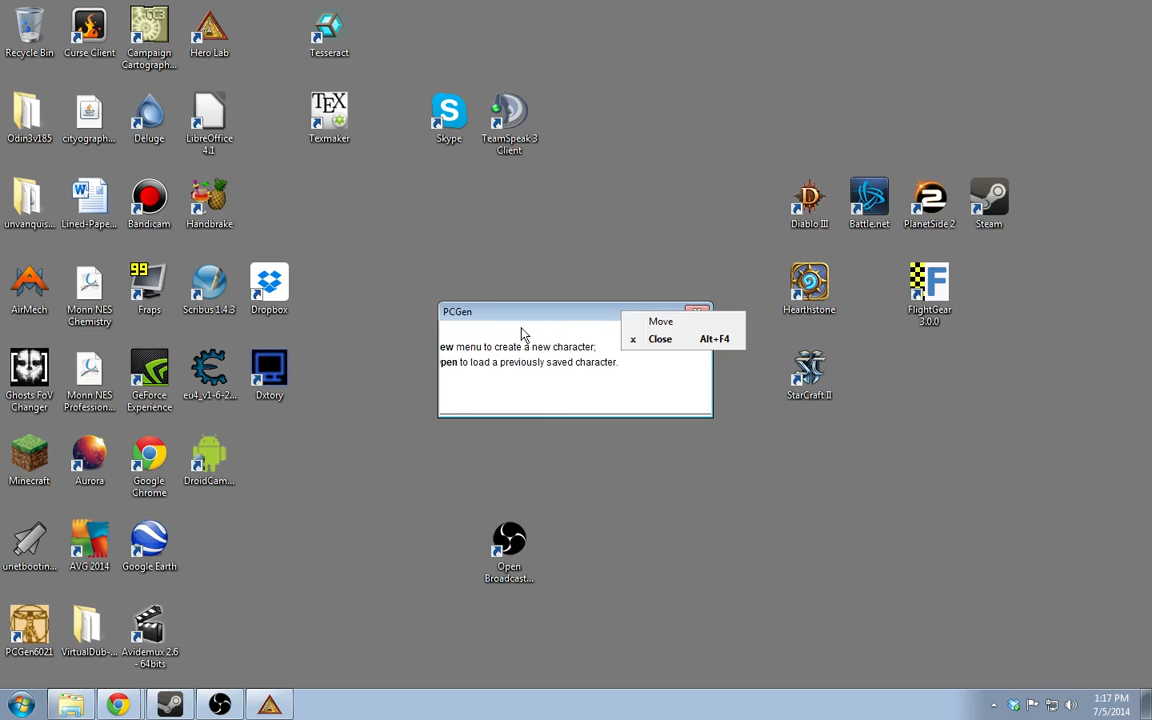 Recycle Bin
Curse Client
Campaign
Cartograph...
Hero Lab
Tesseract
Odin3v185
cityograph...
Deluge
LibreOffice
4.1
TEX
Texmaker
Skype
TeamSpeak 3
Client
unvanquis...
Lined-Pape...
Bandicam
Handbrake
Diablo III
Battle.net
PlanetSide 2
Steam
AirMech
Monn NES
Chemistry
99
Fraps
Scribus 1.4.3
Dropbox
Hearthstone
FlightGear
3.0.0
PCGen
ew menu to create a new character;
pen to load a previously saved character.
Move
x Close Alt+F4
Ghosts FoV
Changer
Monn NES
Profession...
GeForce
Experience
eu4_v1-6-2...
Dxtory
StarCraft II
Minecraft
Aurora
Google
Chrome
DroidCam...
unetbootin...
AVG 2014
Google Earth
Open
Broadcast...
PCGen6021
VirtualDub-...
Avidemux 2.6
- 64bits
1:17 PM
7/5/2014